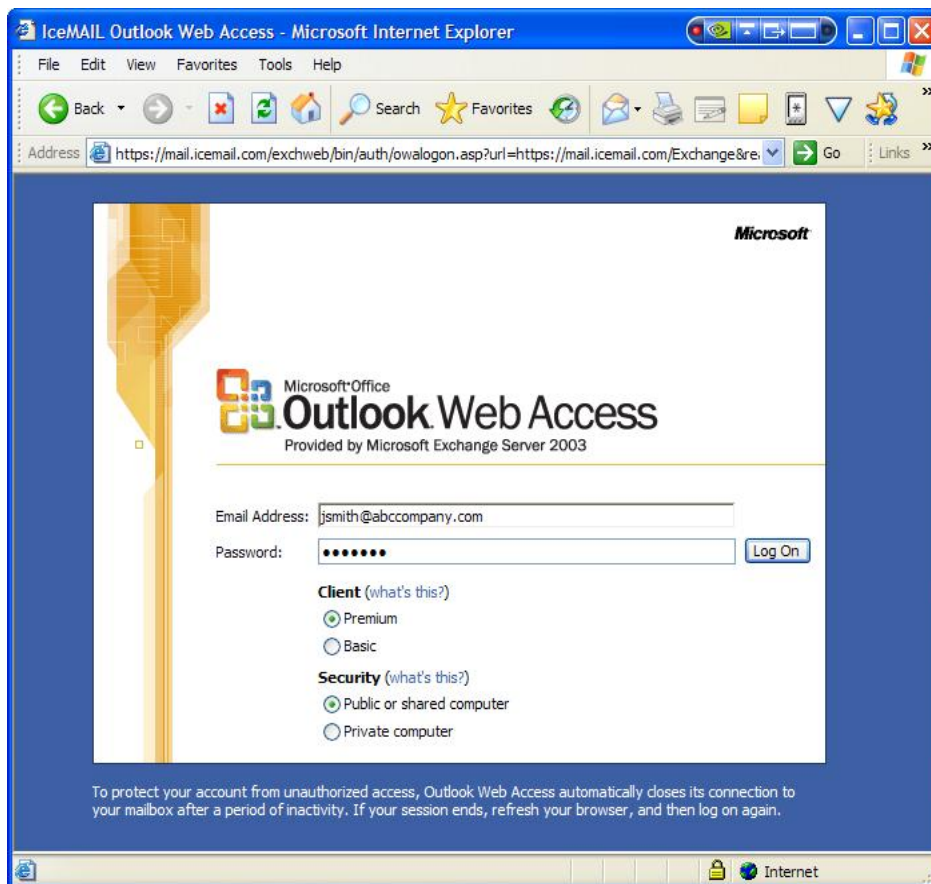 IceMAIL Outlook Web Access - Microsoft Internet Explorer
File Edit View Favorites Tools Help
Back Search Favorites
Address https://mail.icemail.com/exchweb/bin/auth/owalogon.asp?url=https://mail.icemail.com/Exchange&re Go Links
Microsoft
Microsoft Office
Outlook Web Access
Provided by Microsoft Exchange Server 2003
Email Address: jsmith@abccompany.com
Password: ••••••• Log On
Client (what's this?)
Premium
Basic
Security (what's this?)
Public or shared computer
Private computer
To protect your account from unauthorized access, Outlook Web Access automatically closes its connection to
your mailbox after a period of inactivity. If your session ends, refresh your browser, and then log on again.
Internet